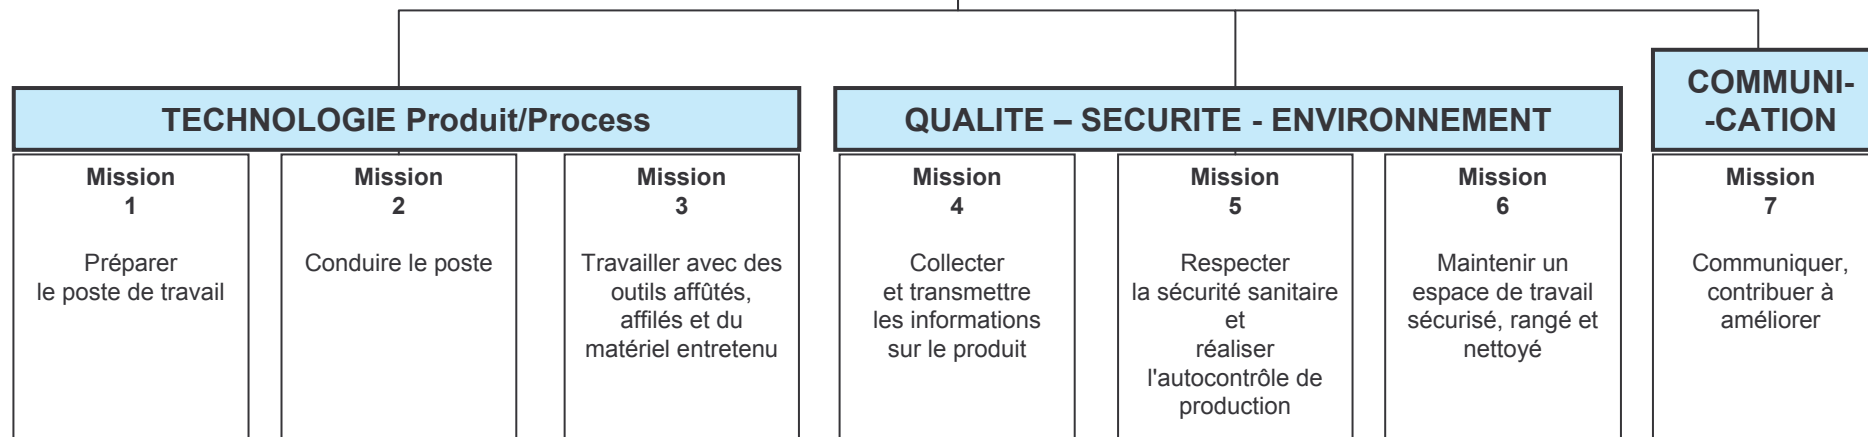 TECHNOLOGIE Produit/Process
Mission
1
Préparer
le poste de travail
Mission
2
Conduire le poste
Mission
3
Travailler avec des
outils affûtés,
affilés et du
matériel entretenu
QUALITE – SECURITE - ENVIRONNEMENT
Mission
4
Collecter
et transmettre
les informations
sur le produit
Mission
5
Respecter
la sécurité sanitaire
et
réaliser
l'autocontrôle de
production
Mission
6
Maintenir un
espace de travail
sécurisé, rangé et
nettoyé
COMMUNI-
-CATION
Mission
7
Communiquer,
contribuer à
améliorer